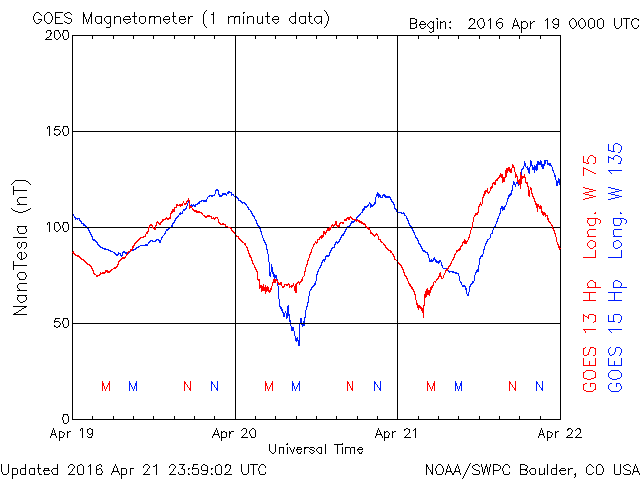 GOES Magnetometer (1 minute data)
Begin: 2016 Apr 19 0000 UTC
200
150
100
50
0
NanoTesla (nT)
M M N N M M N N M M N N
Apr 19 Apr 20 Apr 21 Apr 22
Universal Time
GOES 13 Hp Long. W 75
GOES 15 Hp Long. W 135
Updated 2016 Apr 21 23:59:02 UTC
NOAA/SWPC Boulder, CO USA